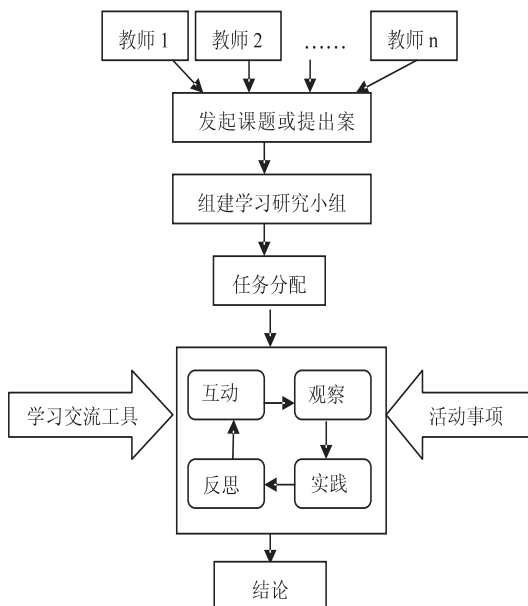 教师 1 教师 2 …… 教师 n
发起课题或提出案
组建学习研究小组
任务分配
互动 观察
学习交流工具 活动事项
反思 实践
结论